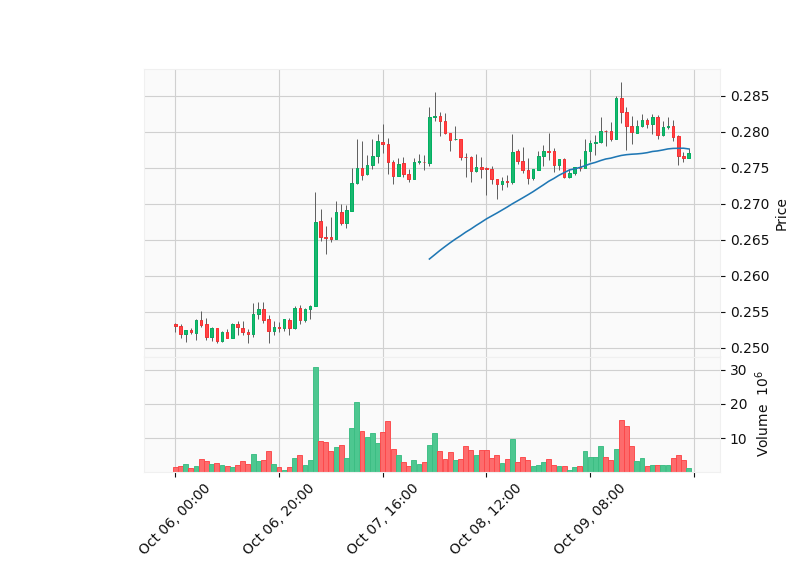 0.285
0.280
0.275
0.270
0.265
0.260
0.255
0.250
Price
30
20
10
Volume 10^6
Oct 06, 00:00
Oct 06, 20:00
Oct 07, 16:00
Oct 08, 12:00
Oct 09, 08:00